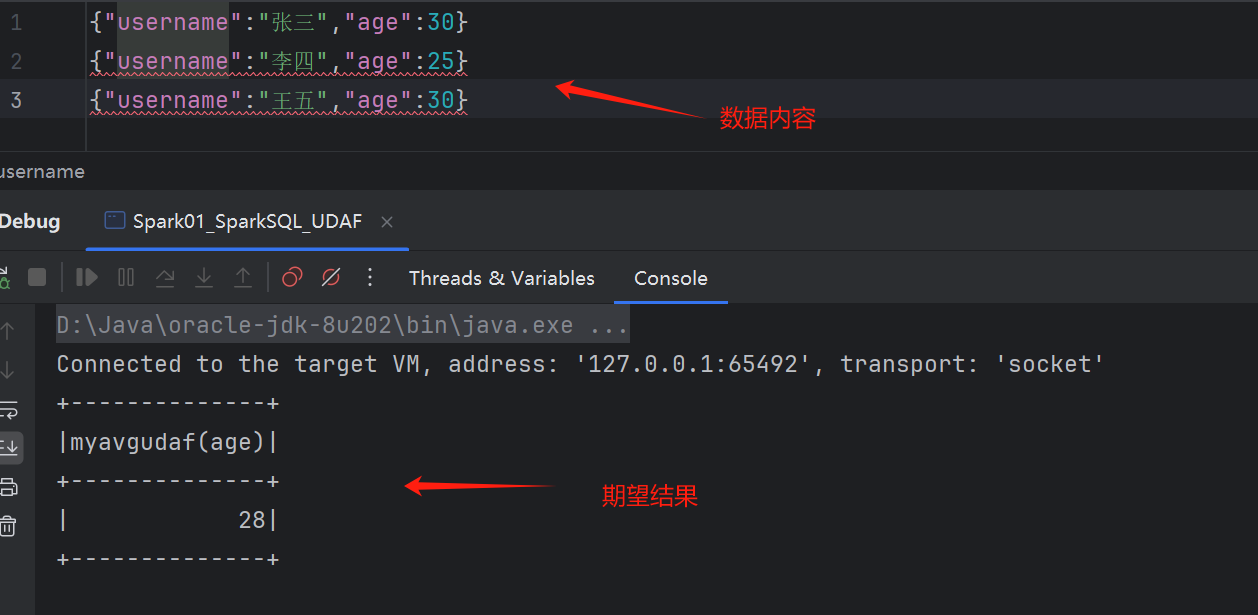 1 {"username":"张三","age":30}
2 {"username":"李四","age":25}
3 {"username":"王五","age":30}
数据内容
username
Debug Spark01_SparkSQL_UDAF ×
Threads & Variables Console
D:\Java\oracle-jdk-8u202\bin\java.exe ...
Connected to the target VM, address: '127.0.0.1:65492', transport: 'socket'
+--------------+
|myavgudaf(age)|
+--------------+
| 28|
+--------------+
期望结果